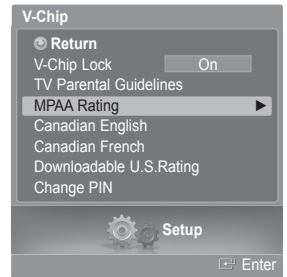 V-Chip
Return
V-Chip Lock On
TV Parental Guidelines
MPAA Rating
Canadian English
Canadian French
Downloadable U.S.Rating
Change PIN
Setup
Enter